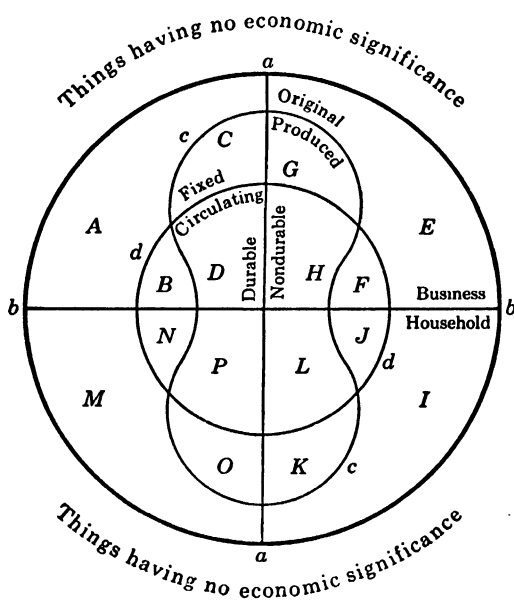 Things having no economic significance
a
Original
c
C
Produced
G
Fixed
Circulating
A
E
d
Durable
Nondurable
B
D
H
F
Business
b
b
Household
N
J
P
L
d
M
I
O
K
c
a
Things having no economic significance